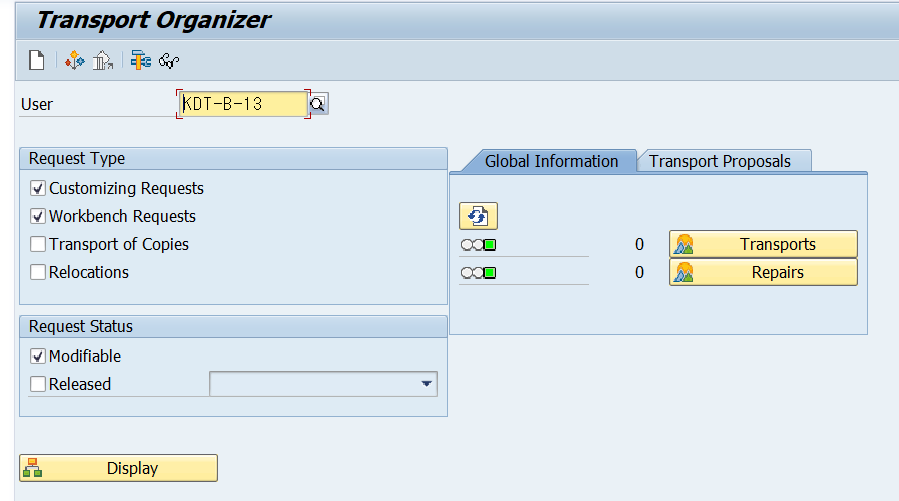 Transport Organizer
User KDT-B-13
Request Type
Customizing Requests
Workbench Requests
Transport of Copies
Relocations
Request Status
Modifiable
Released
Display
Global Information Transport Proposals
0 Transports
0 Repairs